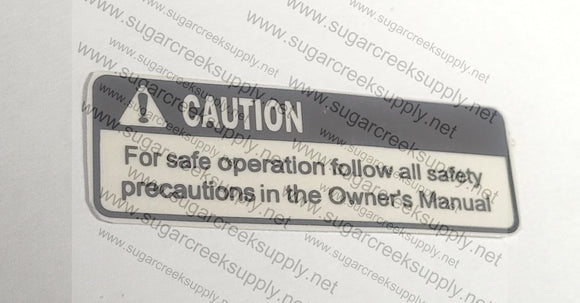 CAUTION
For safe operation follow all safety
precautions in the Owner's Manual
www.sugarcreeksupply.net